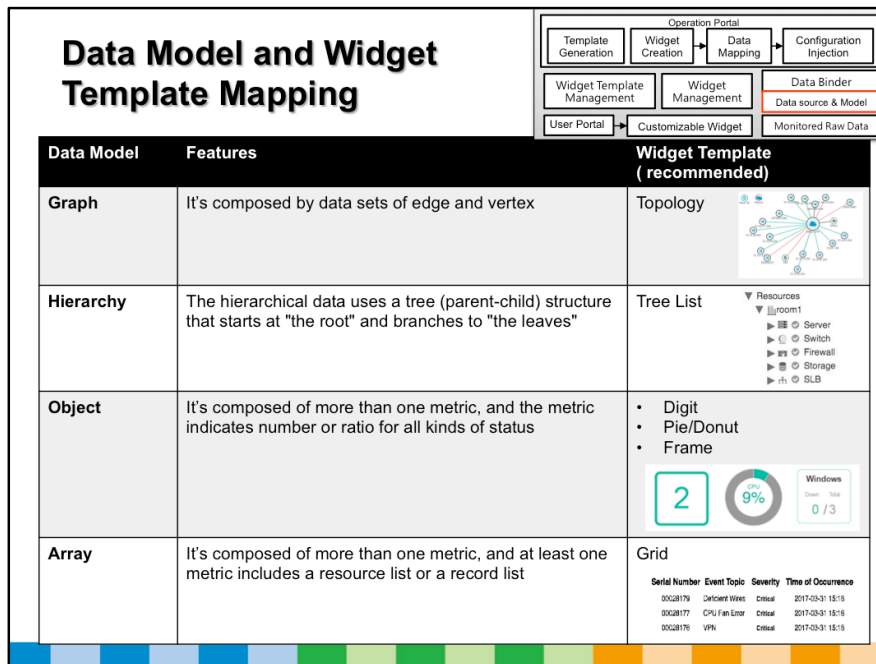 Data Model and Widget
Template Mapping
Operation Portal
Template
Generation
Widget
Creation
Data
Mapping
Configuration
Injection
Widget Template
Management
Widget
Management
Data Binder
Data source & Model
User Portal
Customizable Widget
Monitored Raw Data
Data Model
Features
Widget Template
( recommended)
Graph
It's composed by data sets of edge and vertex
Topology
Hierarchy
The hierarchical data uses a tree (parent-child) structure
that starts at "the root" and branches to "the leaves"
Tree List
Resources
room1
Server
Switch
Firewall
Storage
SLB
Object
It's composed of more than one metric, and the metric
indicates number or ratio for all kinds of status
• Digit
• Pie/Donut
• Frame
2
CPU
9%
Windows
Down Total
0 / 3
Array
It's composed of more than one metric, and at least one
metric includes a resource list or a record list
Grid
Serial Number Event Topic Severity Time of Occurrence
00028179 Deficient Wires Critical 2017-03-31 15:16
00028177 CPU Fan Error Critical 2017-03-31 15:16
00028176 VPN Critical 2017-03-31 15:16